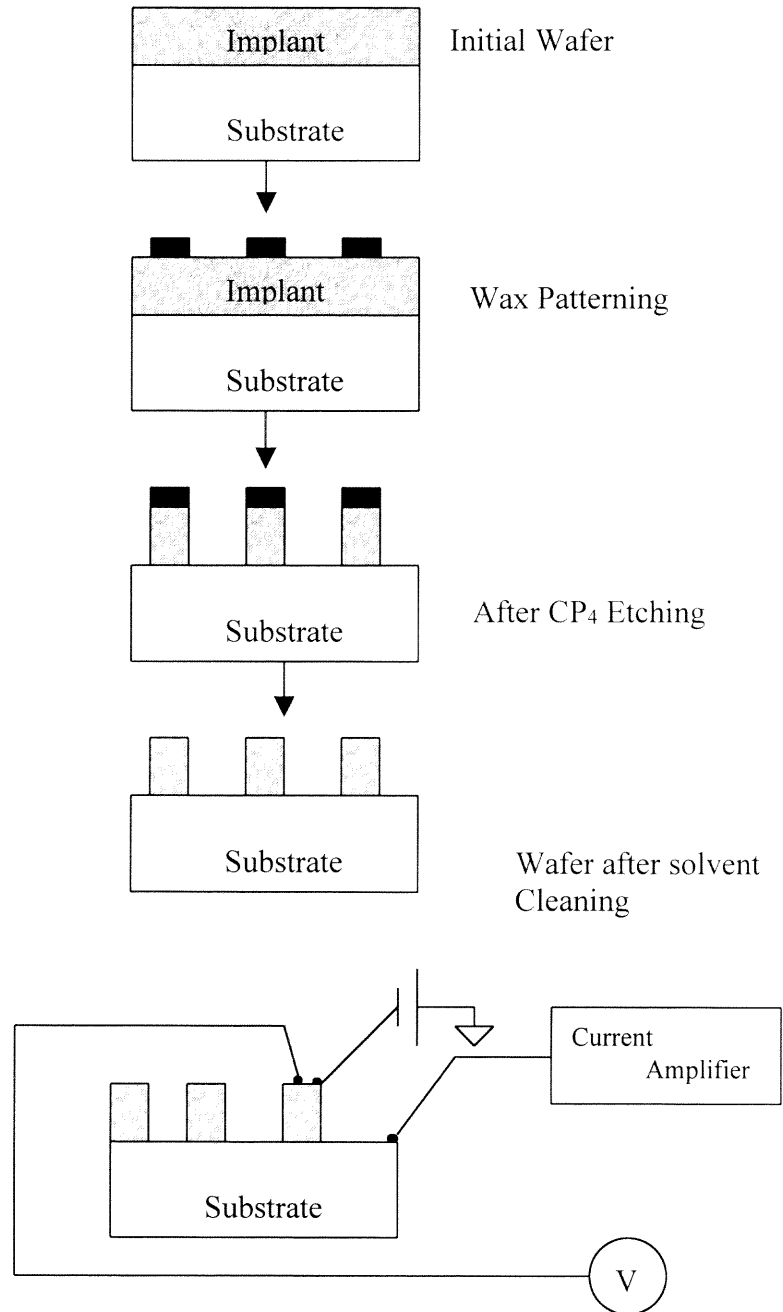 Implant
Initial Wafer
Substrate
Implant
Wax Patterning
Substrate
After CP₄ Etching
Substrate
Substrate
Wafer after solvent
Cleaning
Current
Amplifier
Substrate
V